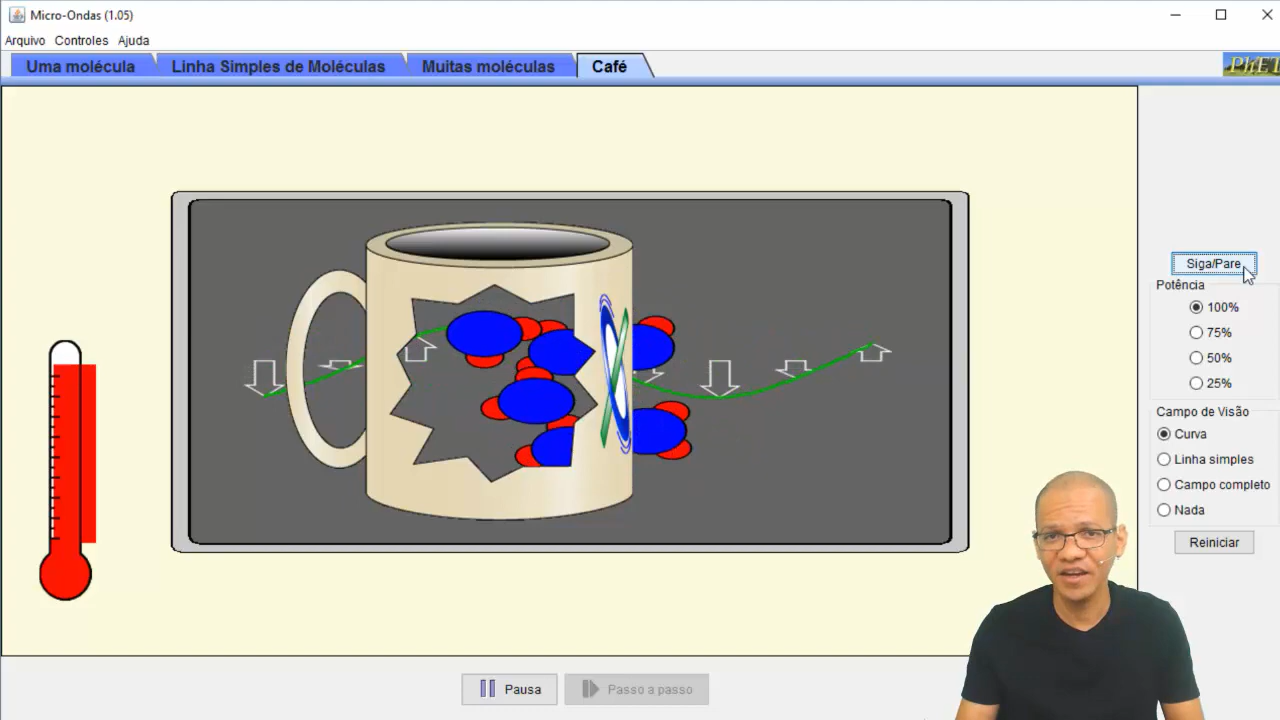 Micro-Ondas (1.05)
Arquivo Controles Ajuda
Uma molécula Linha Simples de Moléculas Muitas moléculas Café
PhET
Siga/Pare
Potência
100%
75%
50%
25%
Campo de Visão
Curva
Linha simples
Campo completo
Nada
Reiniciar
Pausa Passo a passo